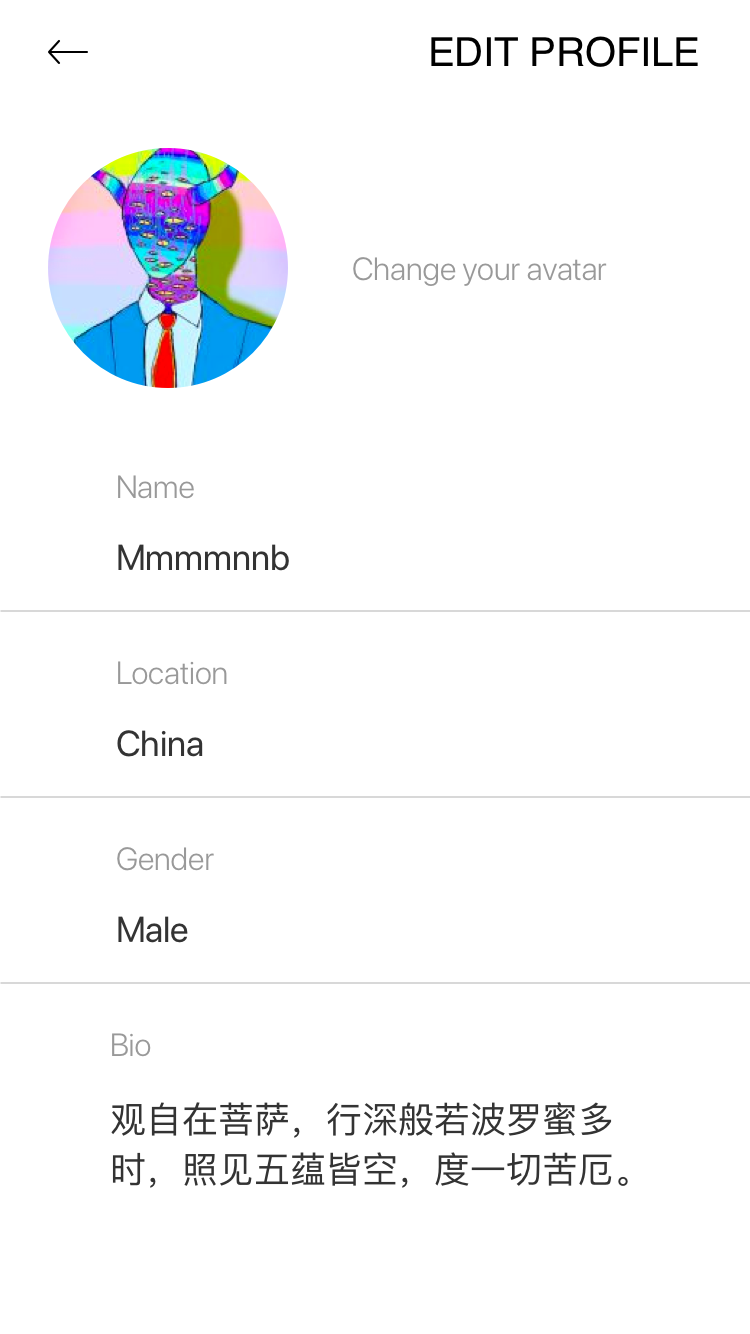 EDIT PROFILE
Change your avatar
Name
Mmmmnnb
Location
China
Gender
Male
Bio
观自在菩萨，行深般若波罗蜜多
时，照见五蕴皆空，度一切苦厄。